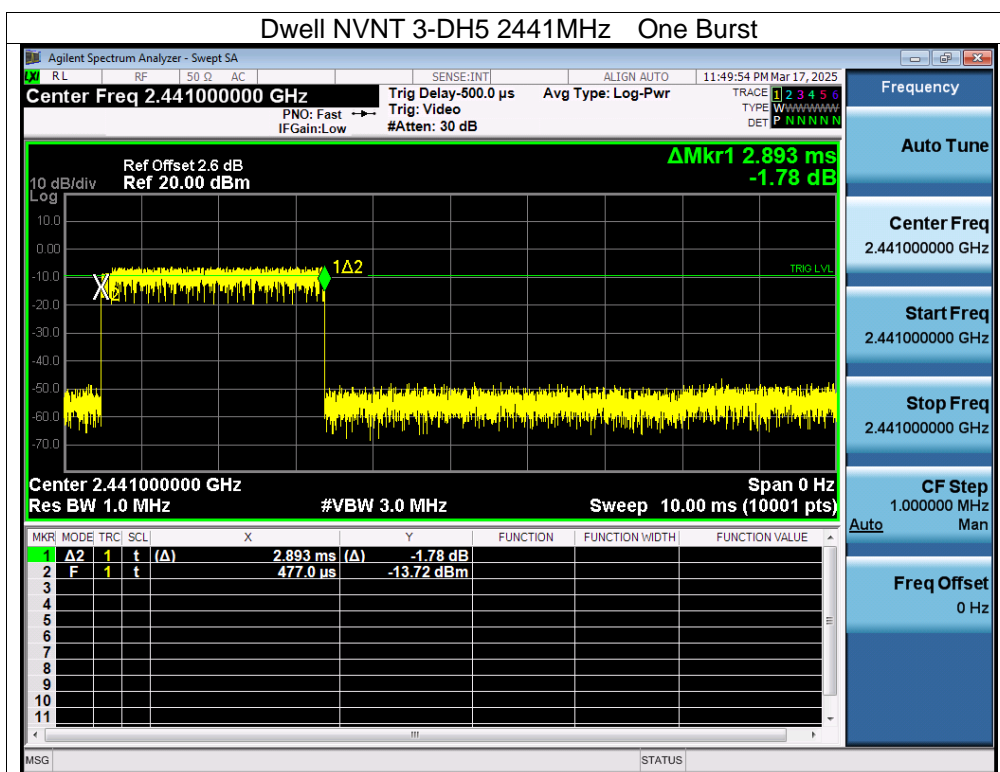 Dwell NVNT 3-DH5 2441MHz One Burst
Agilent Spectrum Analyzer - Swept SA
LXI RL RF 50 Ω AC SENSE:INT ALIGN AUTO 11:49:54 PM Mar 17, 2025
Center Freq 2.441000000 GHz
PNO: Fast
IFGain:Low
Trig Delay-500.0 µs
Trig: Video
#Atten: 30 dB
Avg Type: Log-Pwr
TRACE 1 2 3 4 5 6
TYPE WWWWWWW
DET P N N N N N
Frequency
ΔMkr1 2.893 ms
-1.78 dB
Ref Offset 2.6 dB
10 dB/div Ref 20.00 dBm
Log
10.0
0.00
-10.0
-20.0
-30.0
-40.0
-50.0
-60.0
-70.0
X2
1Δ2
TRIG LVL
Center 2.441000000 GHz Span 0 Hz
Res BW 1.0 MHz #VBW 3.0 MHz Sweep 10.00 ms (10001 pts)
MKR MODE TRC SCL X Y FUNCTION FUNCTION WIDTH FUNCTION VALUE
1 Δ2 1 t (Δ) 2.893 ms (Δ) -1.78 dB
2 F 1 t 477.0 µs -13.72 dBm
3
4
5
6
7
8
9
10
11
MSG STATUS
Auto Tune
Center Freq
2.441000000 GHz
Start Freq
2.441000000 GHz
Stop Freq
2.441000000 GHz
CF Step
1.000000 MHz
Auto Man
Freq Offset
0 Hz